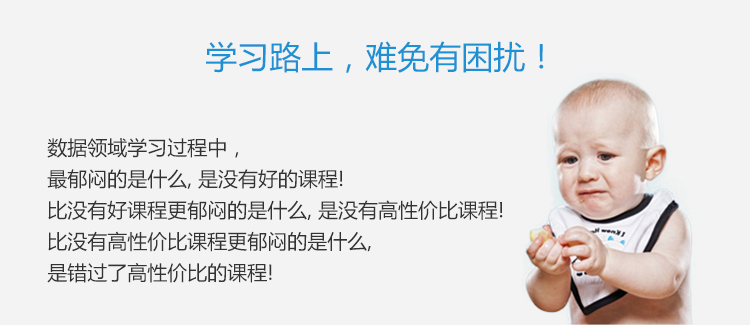 学习路上，难免有困扰！
数据领域学习过程中，
最郁闷的是什么, 是没有好的课程!
比没有好课程更郁闷的是什么, 是没有高性价比课程!
比没有高性价比课程更郁闷的是什么,
是错过了高性价比的课程!